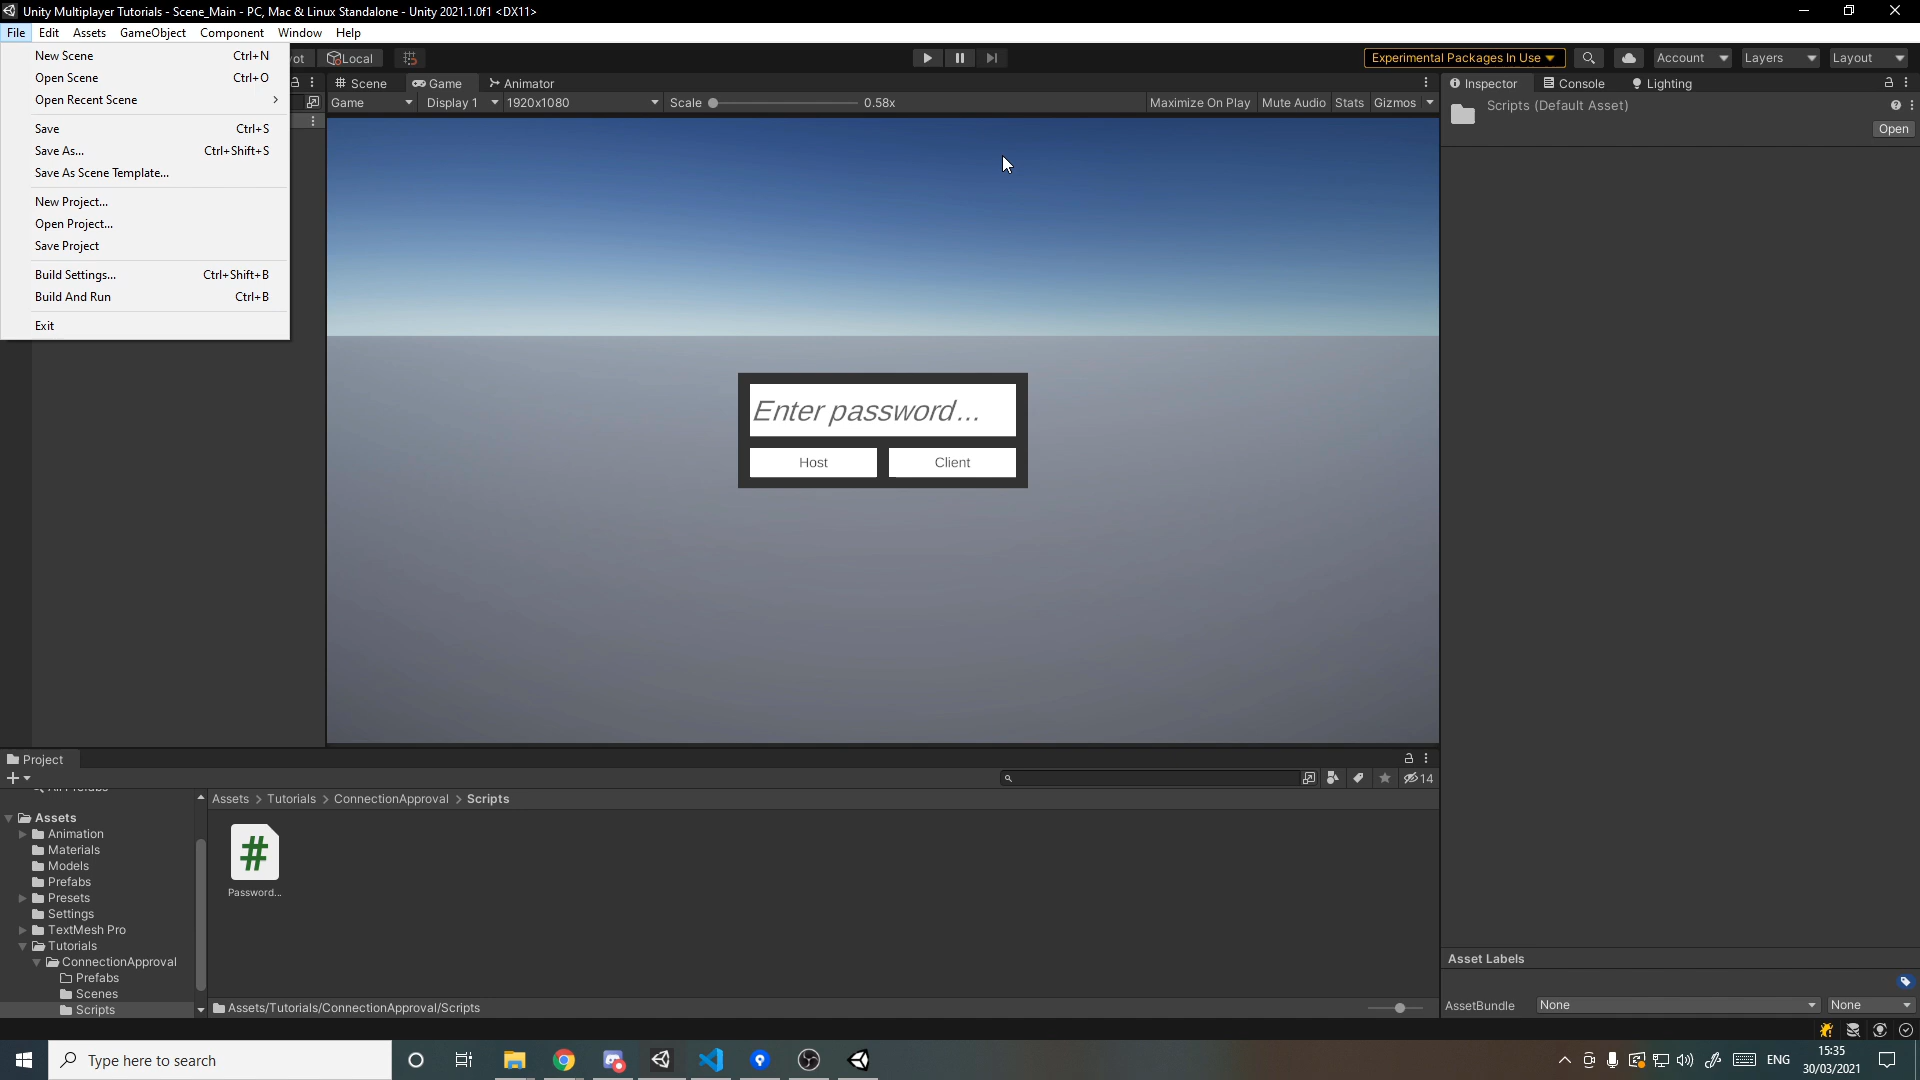 Unity Multiplayer Tutorials - Scene_Main - PC, Mac & Linux Standalone - Unity 2021.1.0f1 <DX11>
File Edit Assets GameObject Component Window Help
New Scene Ctrl+N
Open Scene Ctrl+O
Open Recent Scene >
Save Ctrl+S
Save As... Ctrl+Shift+S
Save As Scene Template...
New Project...
Open Project...
Save Project
Build Settings... Ctrl+Shift+B
Build And Run Ctrl+B
Exit
Local
Experimental Packages In Use
Account
Layers
Layout
Scene Game Animator
Game Display 1 1920x1080 Scale 0.58x Maximize On Play Mute Audio Stats Gizmos
Enter password...
Host Client
Inspector Console Lighting
Scripts (Default Asset)
Open
Asset Labels
AssetBundle None None
Project
14
Assets
Animation
Materials
Models
Prefabs
Presets
Settings
TextMesh Pro
Tutorials
ConnectionApproval
Prefabs
Scenes
Scripts
Assets > Tutorials > ConnectionApproval > Scripts
#
Password...
Assets/Tutorials/ConnectionApproval/Scripts
Type here to search
ENG
15:35
30/03/2021